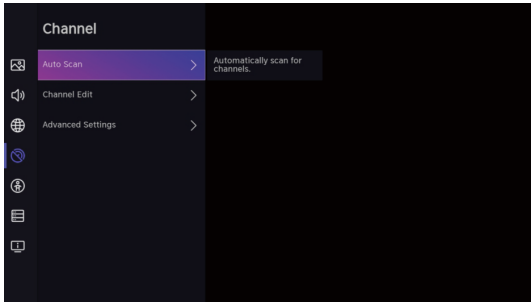 Channel
Auto Scan
Automatically scan for
channels.
Channel Edit
Advanced Settings